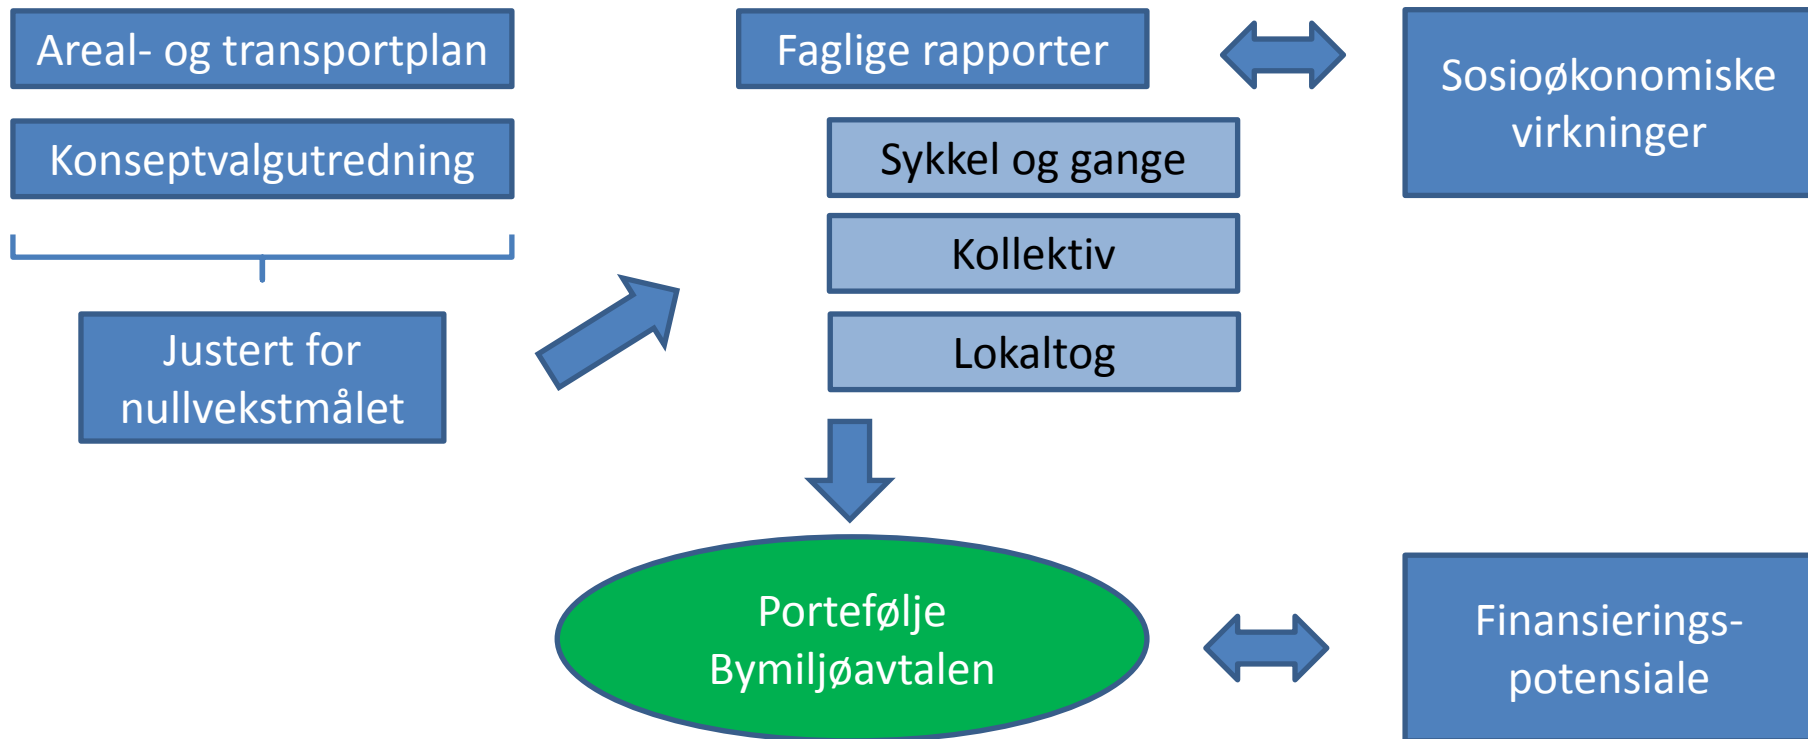 Areal- og transportplan
Konseptvalgutredning
Justert for
nullvekstmålet
Faglige rapporter
Sykkel og gange
Kollektiv
Lokaltog
Sosioøkonomiske
virkninger
Portefølje
Bymiljøavtalen
Finansierings-
potensiale